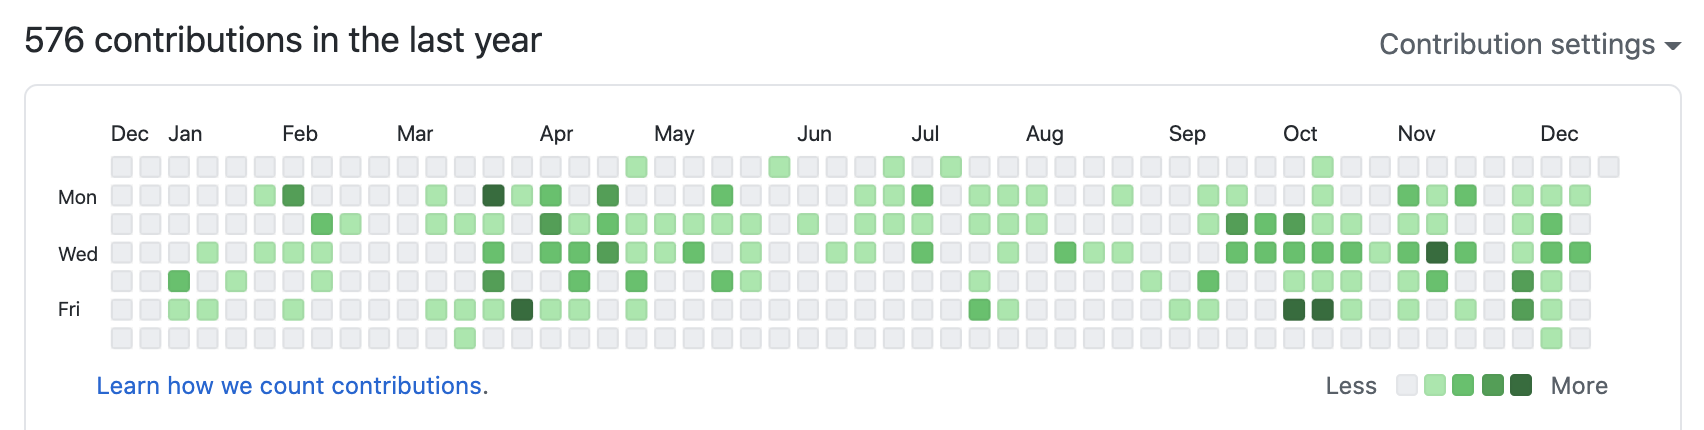 576 contributions in the last year
Contribution settings
Dec Jan Feb Mar Apr May Jun Jul Aug Sep Oct Nov Dec
Mon
Wed
Fri
Learn how we count contributions.
Less More